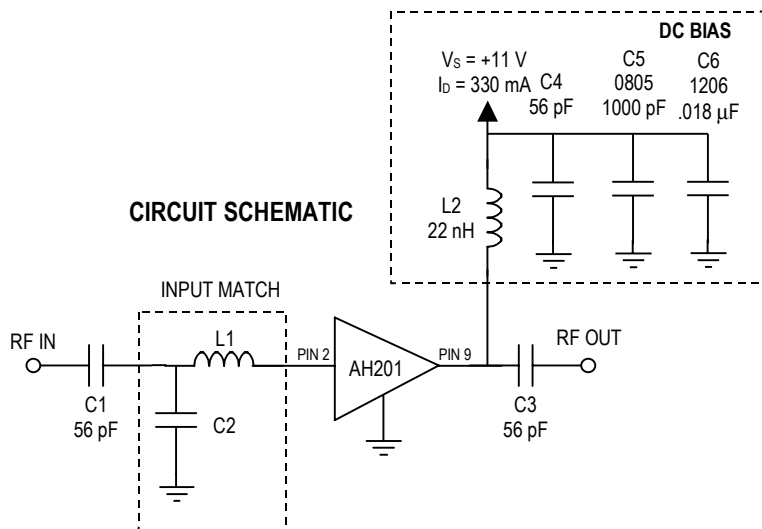 DC BIAS
V_S = +11 V
I_D = 330 mA
C4
56 pF
C5
0805
1000 pF
C6
1206
.018 µF
L2
22 nH
CIRCUIT SCHEMATIC
INPUT MATCH
RF IN
L1
PIN 2
AH201
PIN 9
RF OUT
C1
56 pF
C2
C3
56 pF